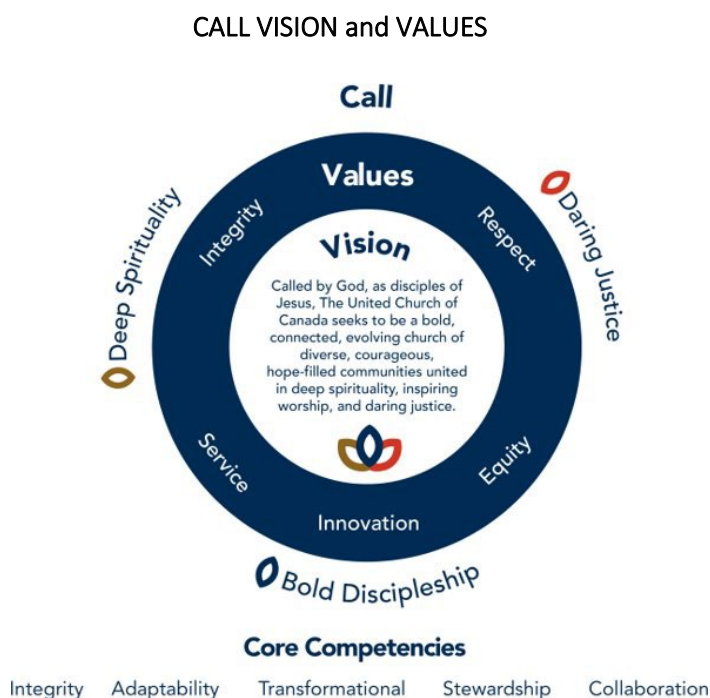 CALL VISION and VALUES
Call
Values
Integrity
Respect
Deep Spirituality
Daring Justice
Vision
Called by God, as disciples of
Jesus, The United Church of
Canada seeks to be a bold,
connected, evolving church of
diverse, courageous,
hope-filled communities united
in deep spirituality, inspiring
worship, and daring justice.
Service
Equity
Innovation
Bold Discipleship
Core Competencies
Integrity Adaptability Transformational Stewardship Collaboration